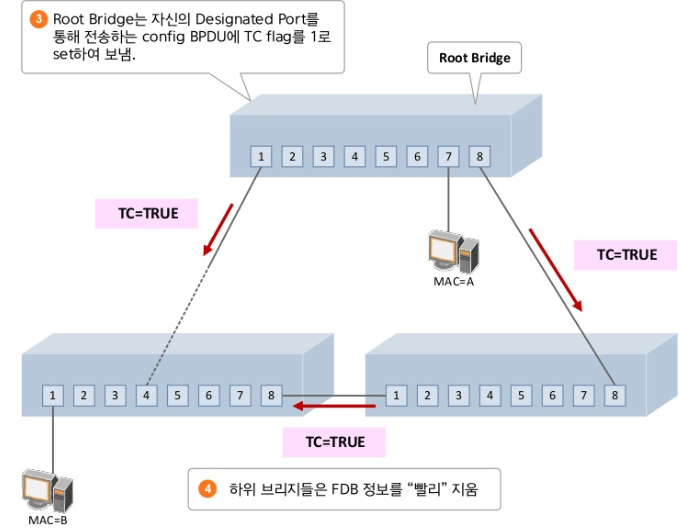 3 Root Bridge는 자신의 Designated Port를
통해 전송하는 config BPDU에 TC flag를 1로
set하여 보냄.
Root Bridge
1 2 3 4 5 6 7 8
TC=TRUE
TC=TRUE
MAC=A
1 2 3 4 5 6 7 8
1 2 3 4 5 6 7 8
TC=TRUE
4 하위 브리지들은 FDB 정보를 “빨리” 지움
MAC=B